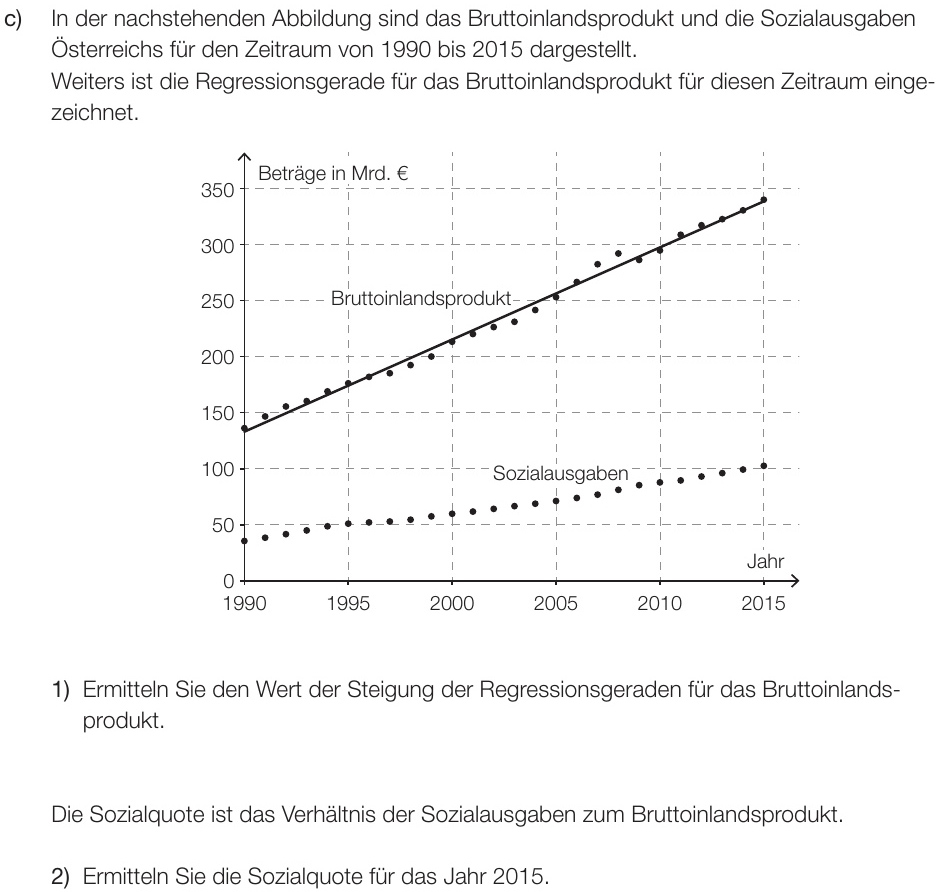 c) In der nachstehenden Abbildung sind das Bruttoinlandsprodukt und die Sozialausgaben
Österreichs für den Zeitraum von 1990 bis 2015 dargestellt.
Weiters ist die Regressionsgerade für das Bruttoinlandsprodukt für diesen Zeitraum einge-
zeichnet.
Beträge in Mrd. €
350
300
Bruttoinlandsprodukt
250
200
150
100
Sozialausgaben
50
Jahr
0
1990 1995 2000 2005 2010 2015
1) Ermitteln Sie den Wert der Steigung der Regressionsgeraden für das Bruttoinlands-
produkt.
Die Sozialquote ist das Verhältnis der Sozialausgaben zum Bruttoinlandsprodukt.
2) Ermitteln Sie die Sozialquote für das Jahr 2015.